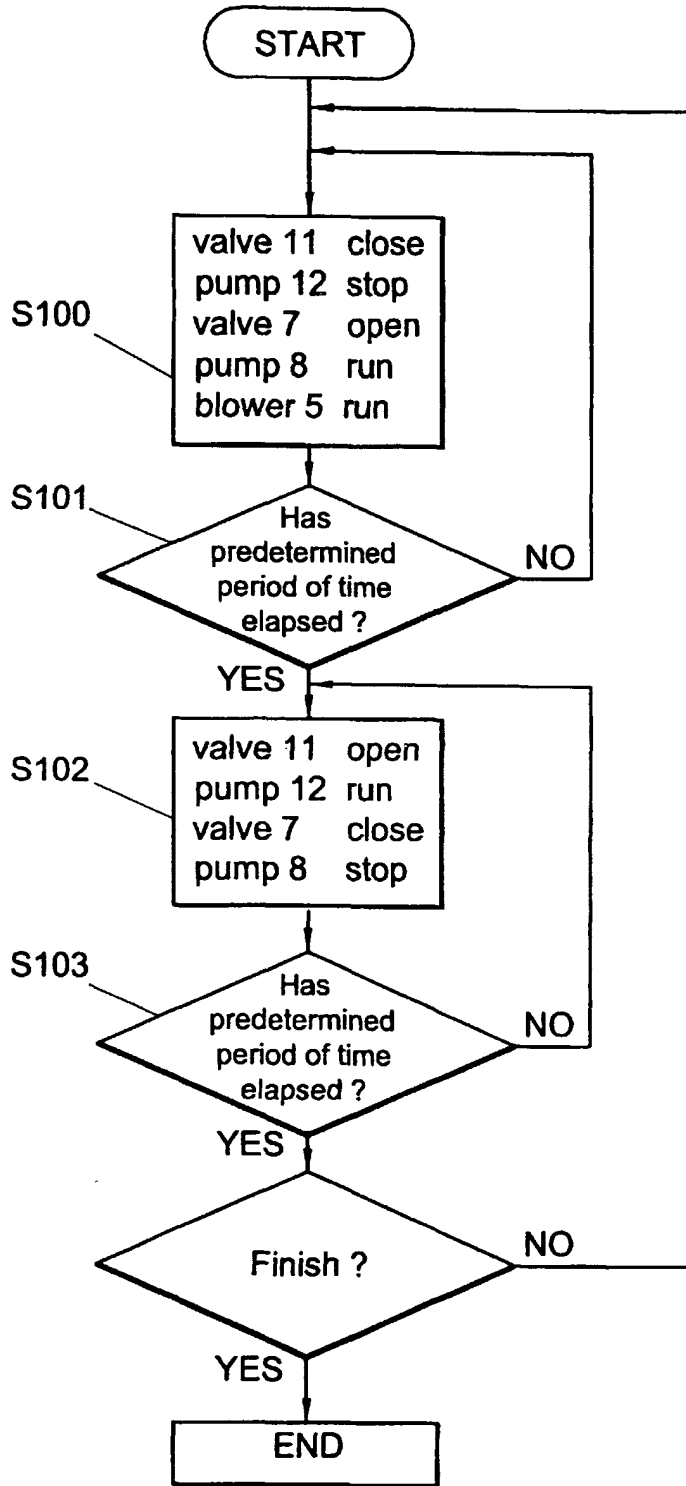 START
S100
valve 11 close
pump 12 stop
valve 7 open
pump 8 run
blower 5 run
S101
Has
predetermined
period of time
elapsed ?
NO
YES
S102
valve 11 open
pump 12 run
valve 7 close
pump 8 stop
S103
Has
predetermined
period of time
elapsed ?
NO
YES
Finish ?
NO
YES
END